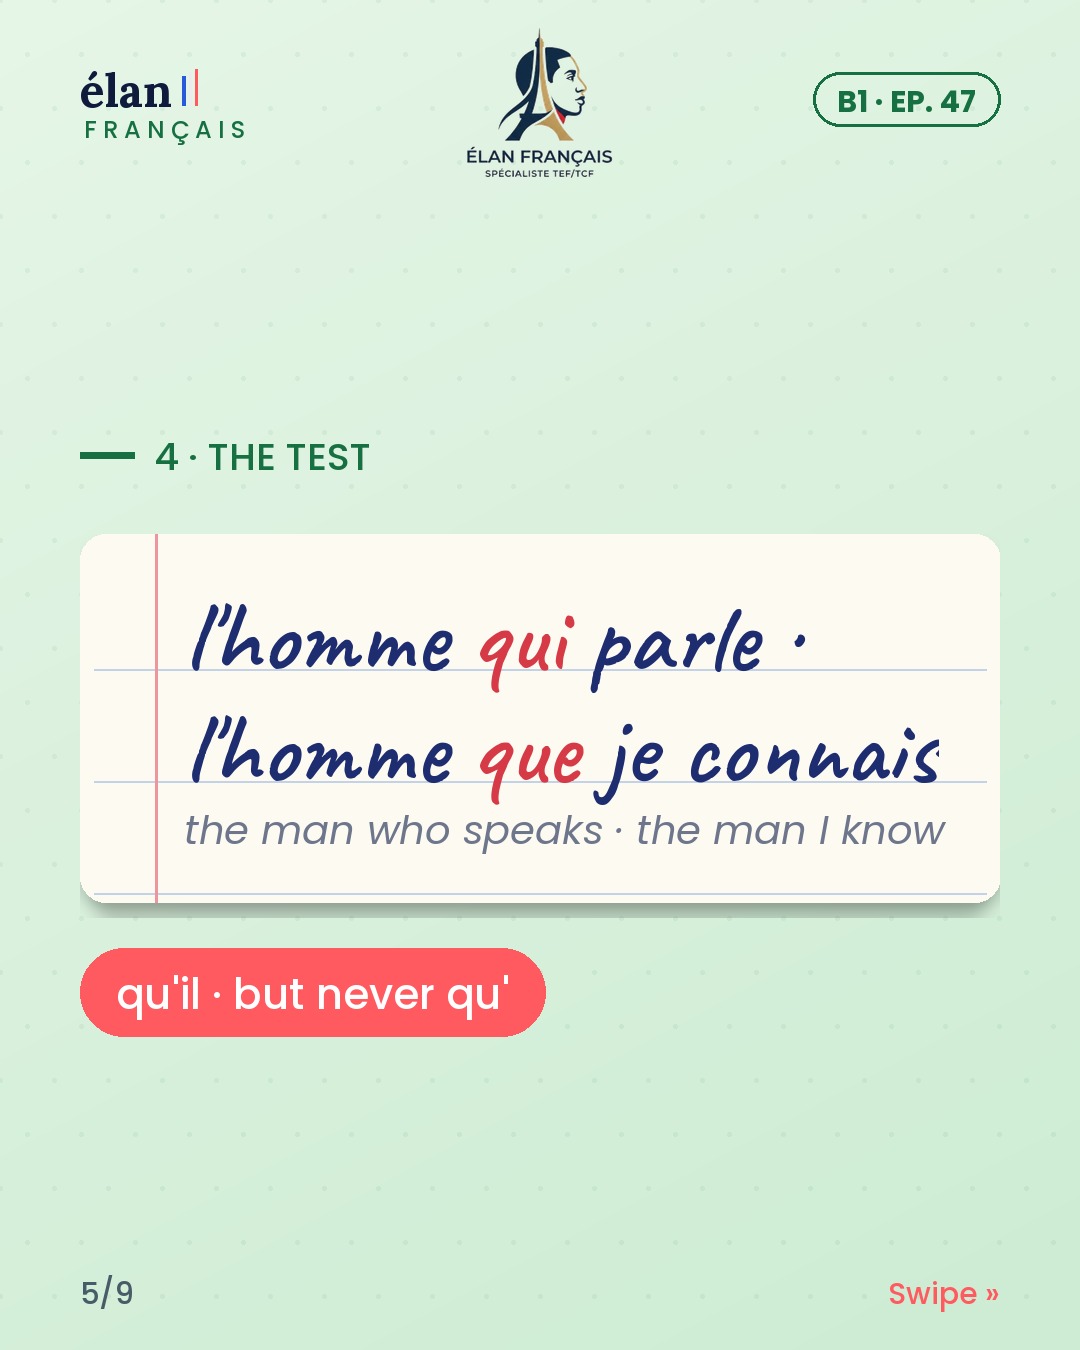 élan
FRANÇAIS
ÉLAN FRANÇAIS
SPÉCIALISTE TEF/TCF
B1 · EP. 47
4 · THE TEST
l'homme qui parle ·
l'homme que je connais
the man who speaks · the man I know
qu'il · but never qu'
5/9
Swipe »